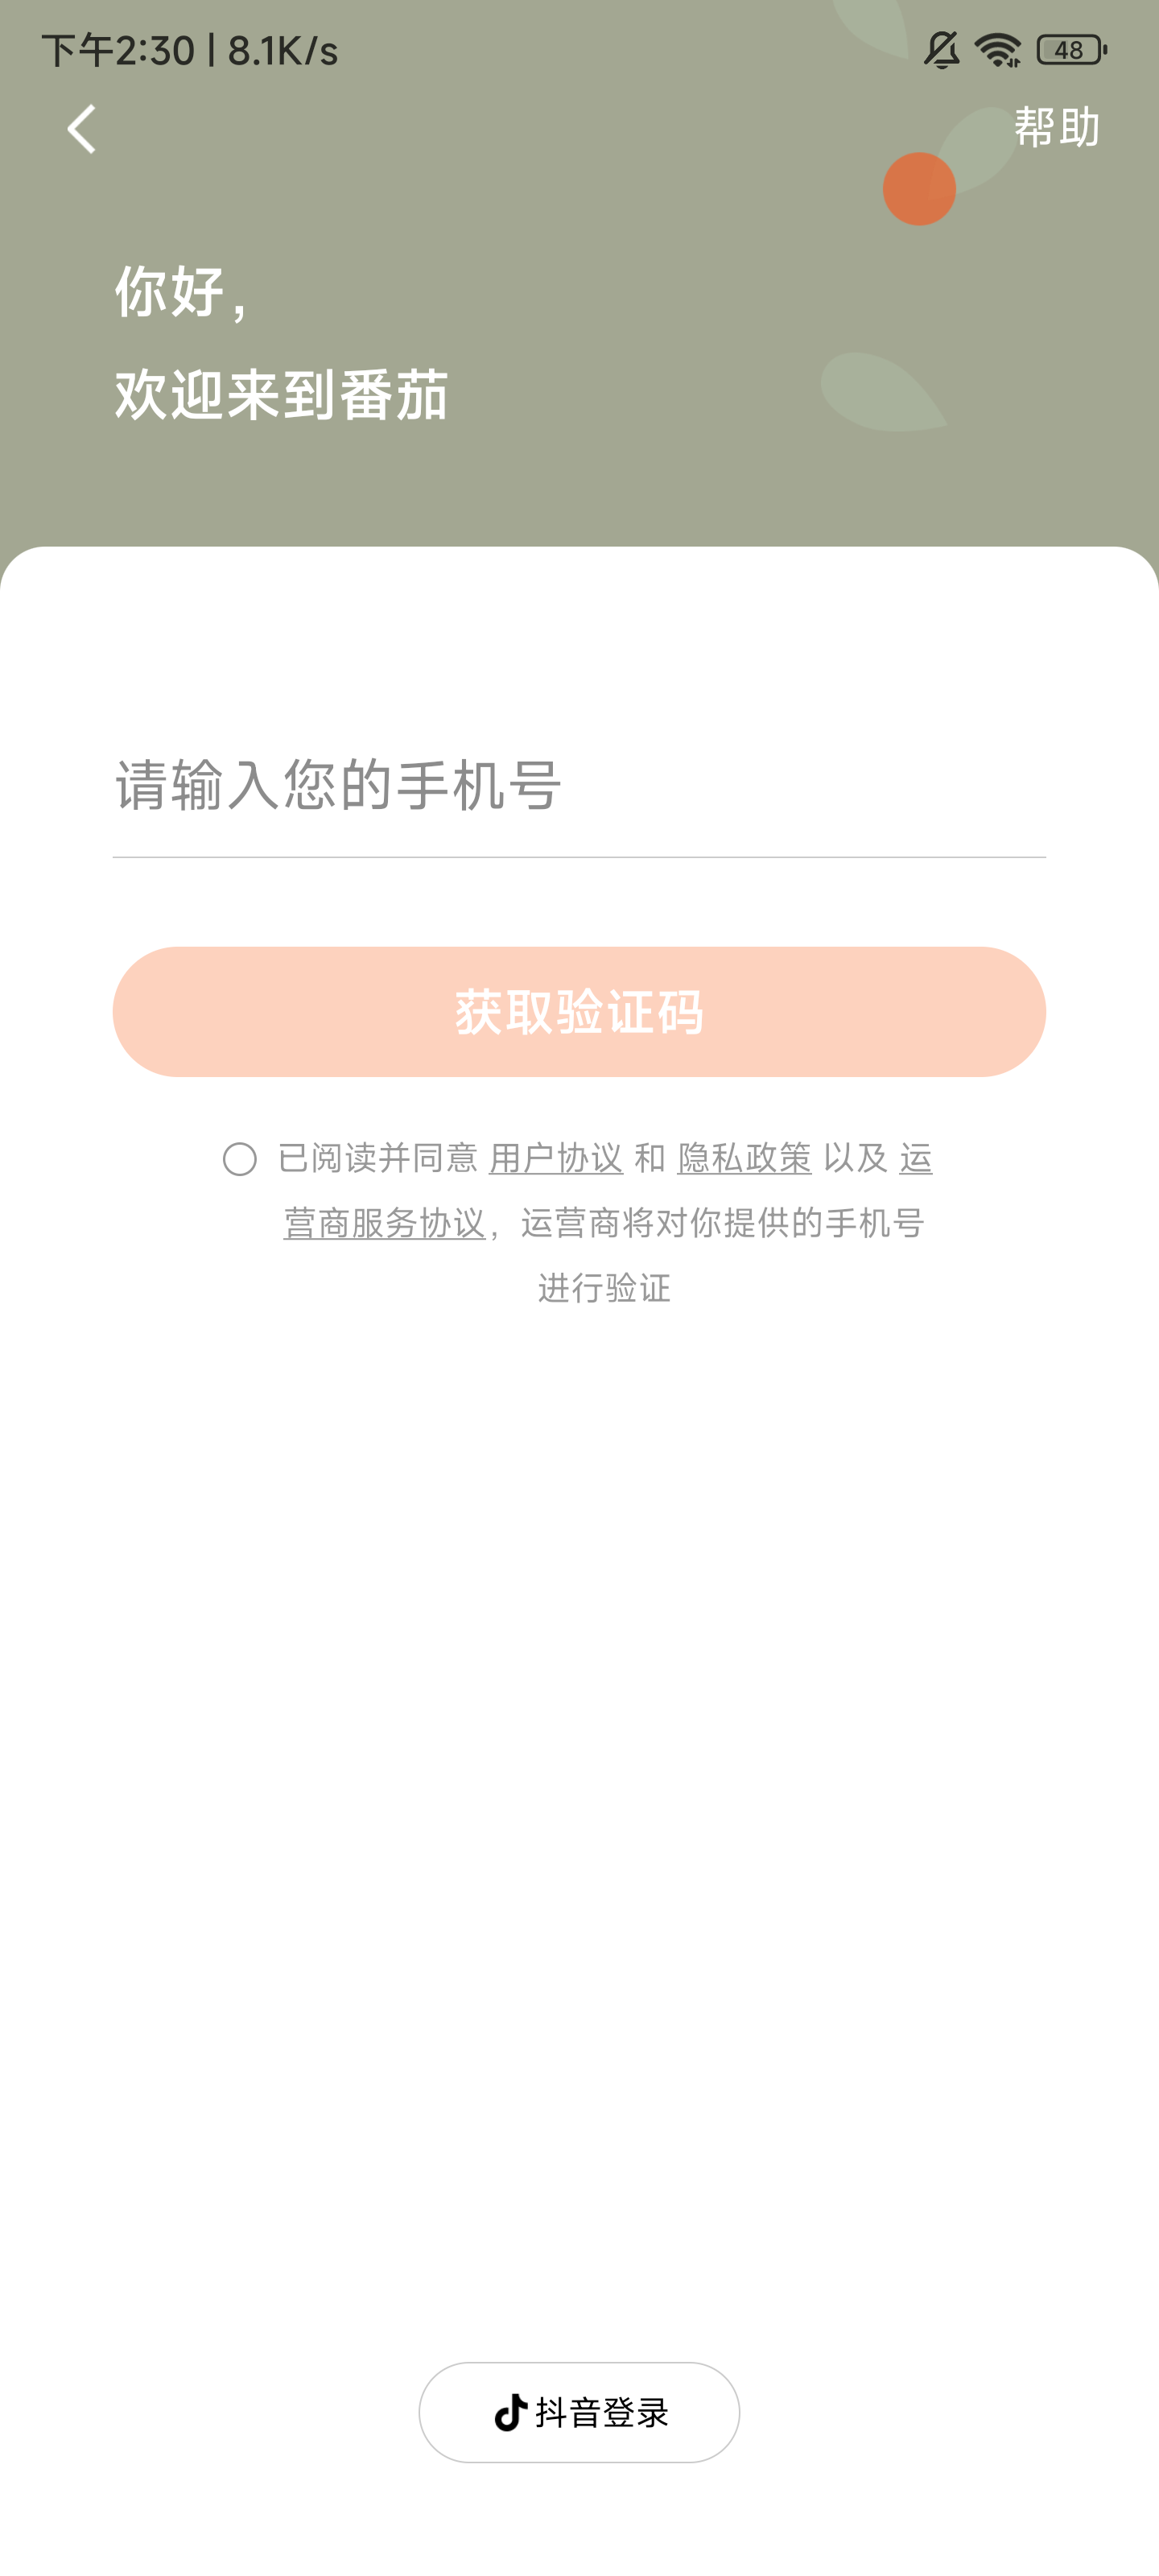 下午2:30 | 8.1K/s
48
帮助
你好，
欢迎来到番茄
请输入您的手机号
获取验证码
已阅读并同意 用户协议 和 隐私政策 以及 运
营商服务协议，运营商将对你提供的手机号
进行验证
抖音登录